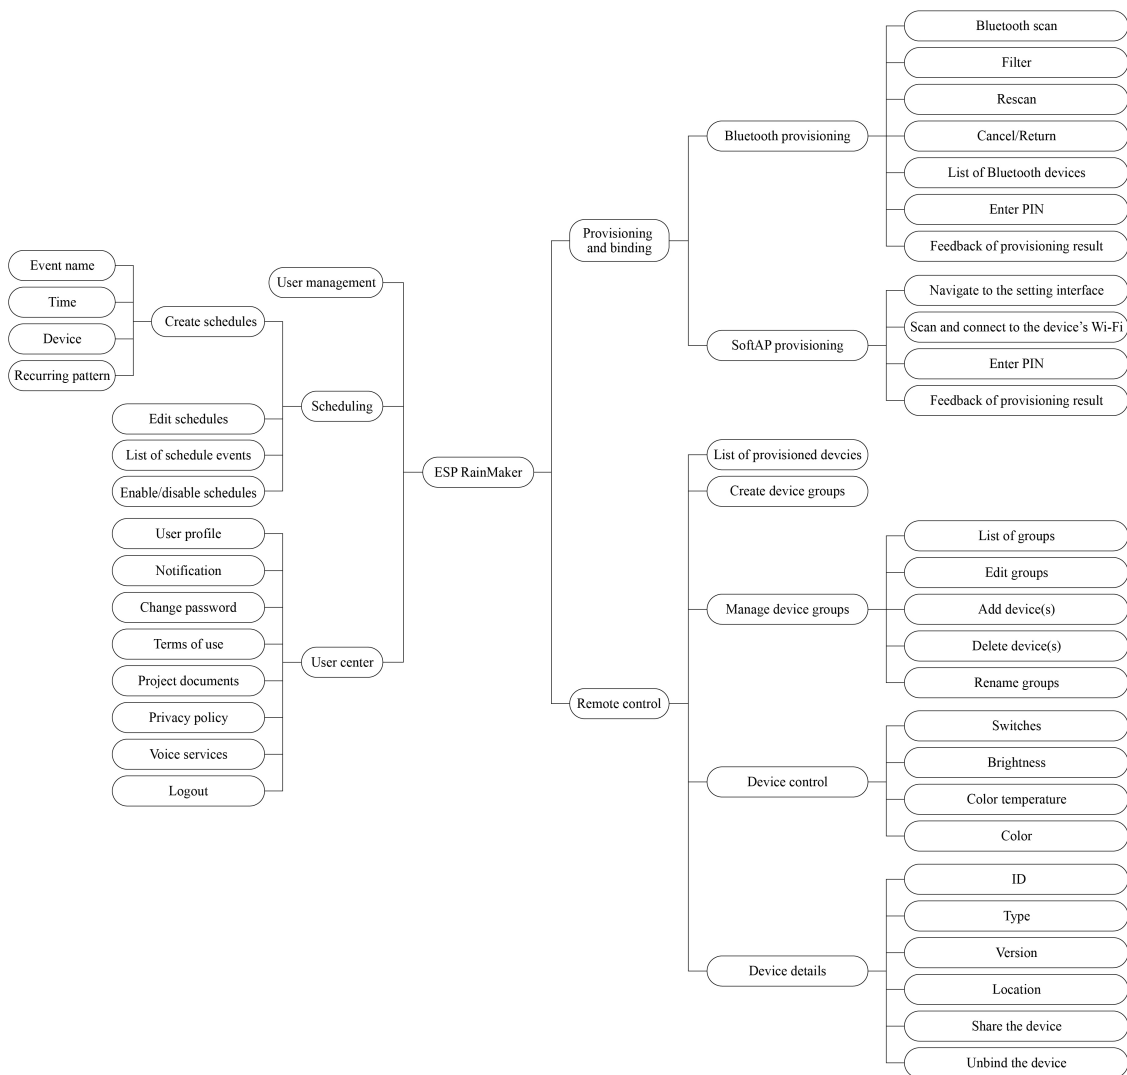 Event name
Time
Device
Recurring pattern
Create schedules
Edit schedules
List of schedule events
Enable/disable schedules
User profile
Notification
Change password
Terms of use
Project documents
Privacy policy
Voice services
Logout
User management
Scheduling
User center
ESP RainMaker
Provisioning
and binding
Remote control
Bluetooth provisioning
Bluetooth scan
Filter
Rescan
Cancel/Return
List of Bluetooth devices
Enter PIN
Feedback of provisioning result
SoftAP provisioning
Navigate to the setting interface
Scan and connect to the device’s Wi-Fi
Enter PIN
Feedback of provisioning result
List of provisioned devcies
Create device groups
Manage device groups
List of groups
Edit groups
Add device(s)
Delete device(s)
Rename groups
Device control
Switches
Brightness
Color temperature
Color
Device details
ID
Type
Version
Location
Share the device
Unbind the device